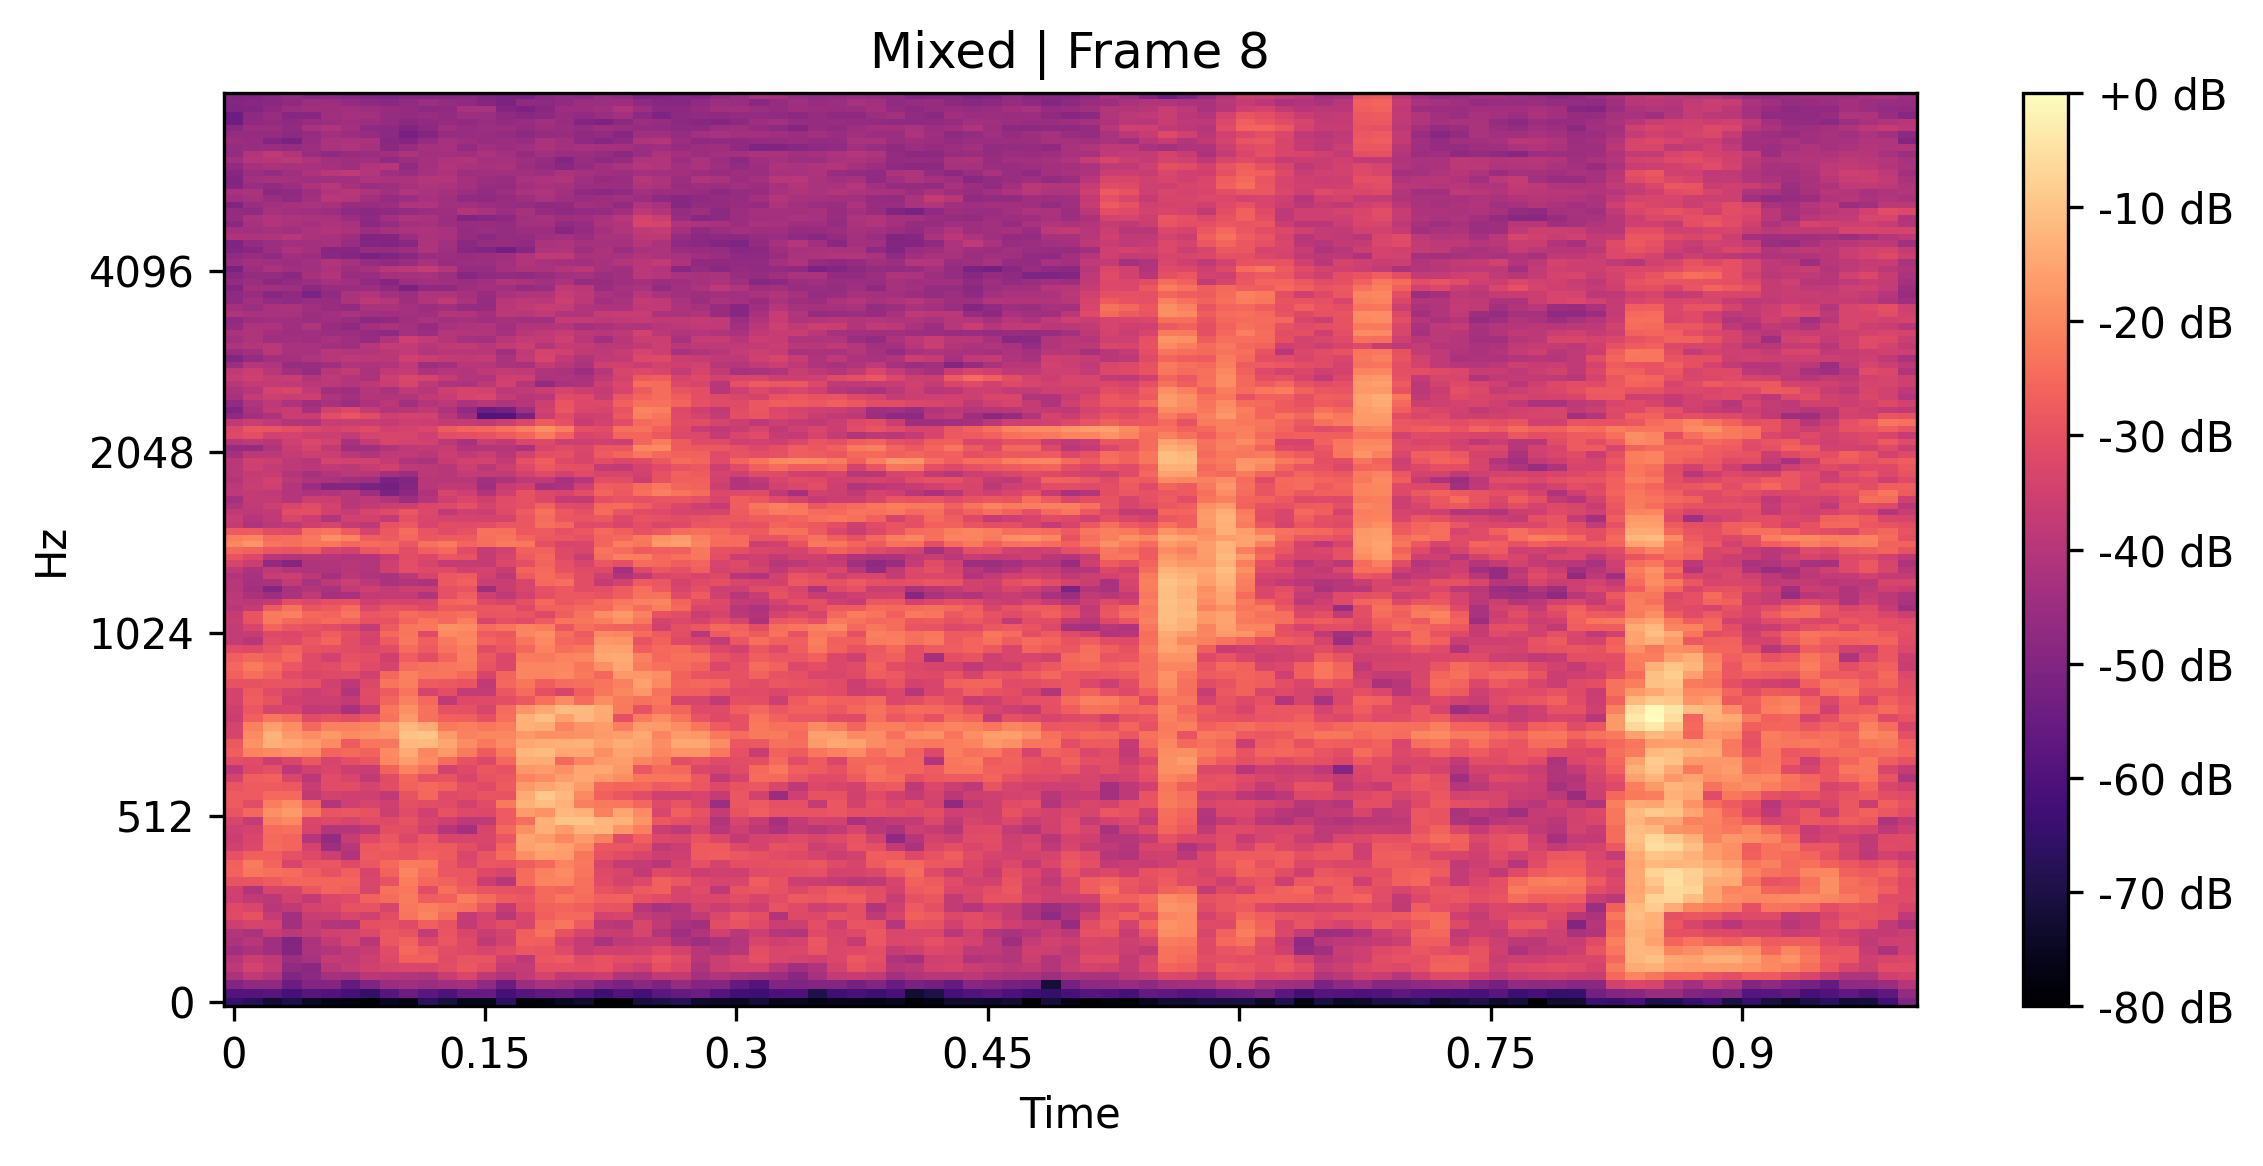 Mixed | Frame 8
+0 dB
-10 dB
-20 dB
-30 dB
-40 dB
-50 dB
-60 dB
-70 dB
-80 dB
Hz
4096
2048
1024
512
0
0 0.15 0.3 0.45 0.6 0.75 0.9
Time